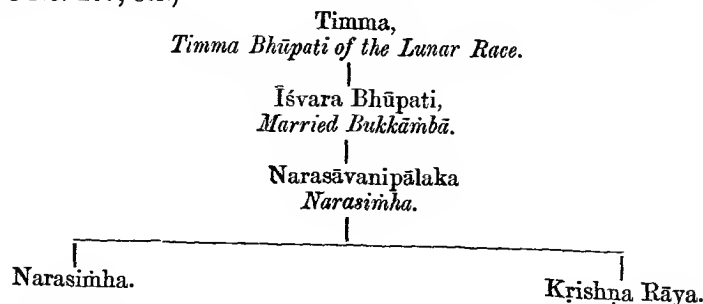 Timma,
Timma Bhūpati of the Lunar Race.
Īśvara Bhūpati,
Married Bukkāṁbā.
Narasāvanipālaka
Narasiṁha.
Narasiṁha. Kṛishṇa Rāya.